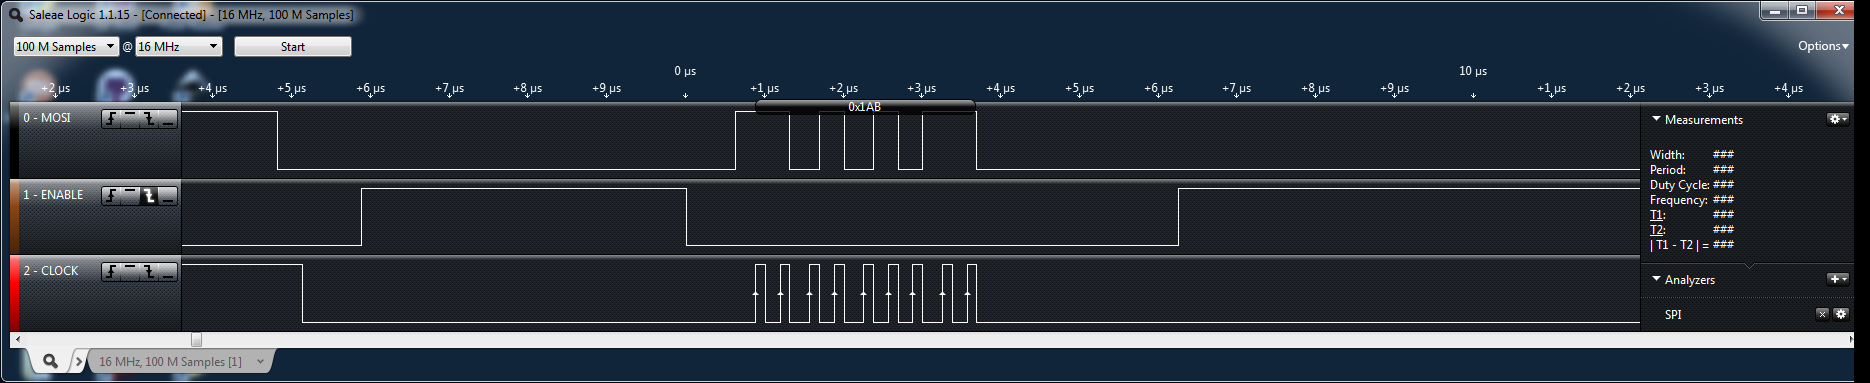 Saleae Logic 1.1.15 - [Connected] - [16 MHz, 100 M Samples]
100 M Samples @ 16 MHz Start Options
0 µs 10 µs
+2 µs +3 µs +4 µs +5 µs +6 µs +7 µs +8 µs +9 µs +1 µs +2 µs +3 µs +4 µs +5 µs +6 µs +7 µs +8 µs +9 µs +1 µs +2 µs +3 µs +4 µs
0x1AB
0 - MOSI
1 - ENABLE
2 - CLOCK
Measurements
Width: ###
Period: ###
Duty Cycle: ###
Frequency: ###
T1: ###
T2: ###
| T1 - T2 | = ###
Analyzers
SPI
16 MHz, 100 M Samples [1]